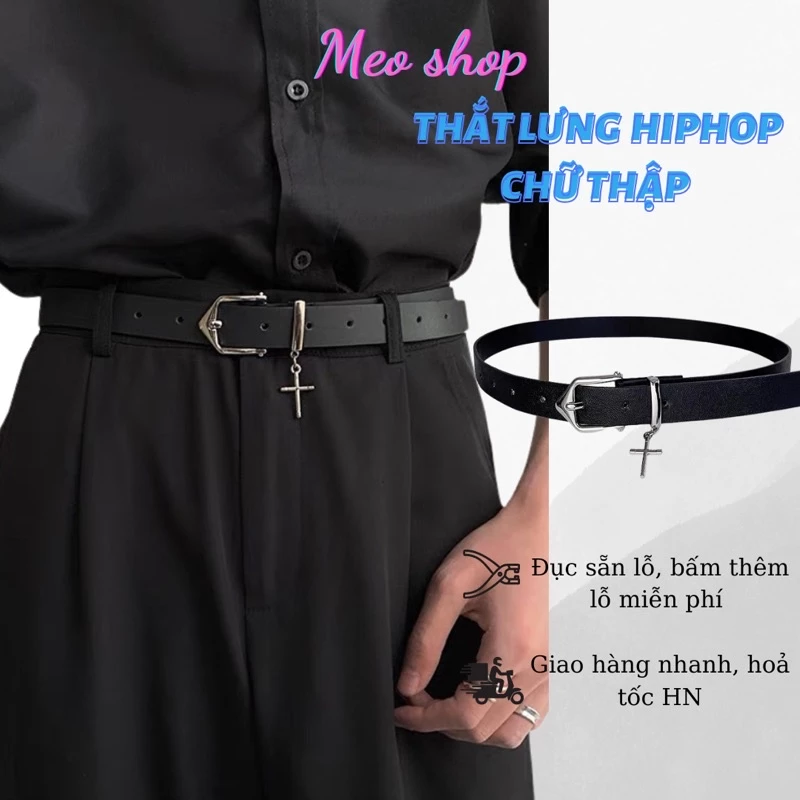 Meo shop
THẮT LƯNG HIPHOP
CHỮ THẬP
Đục sẵn lỗ, bấm thêm
lỗ miễn phí
Giao hàng nhanh, hoả
tốc HN